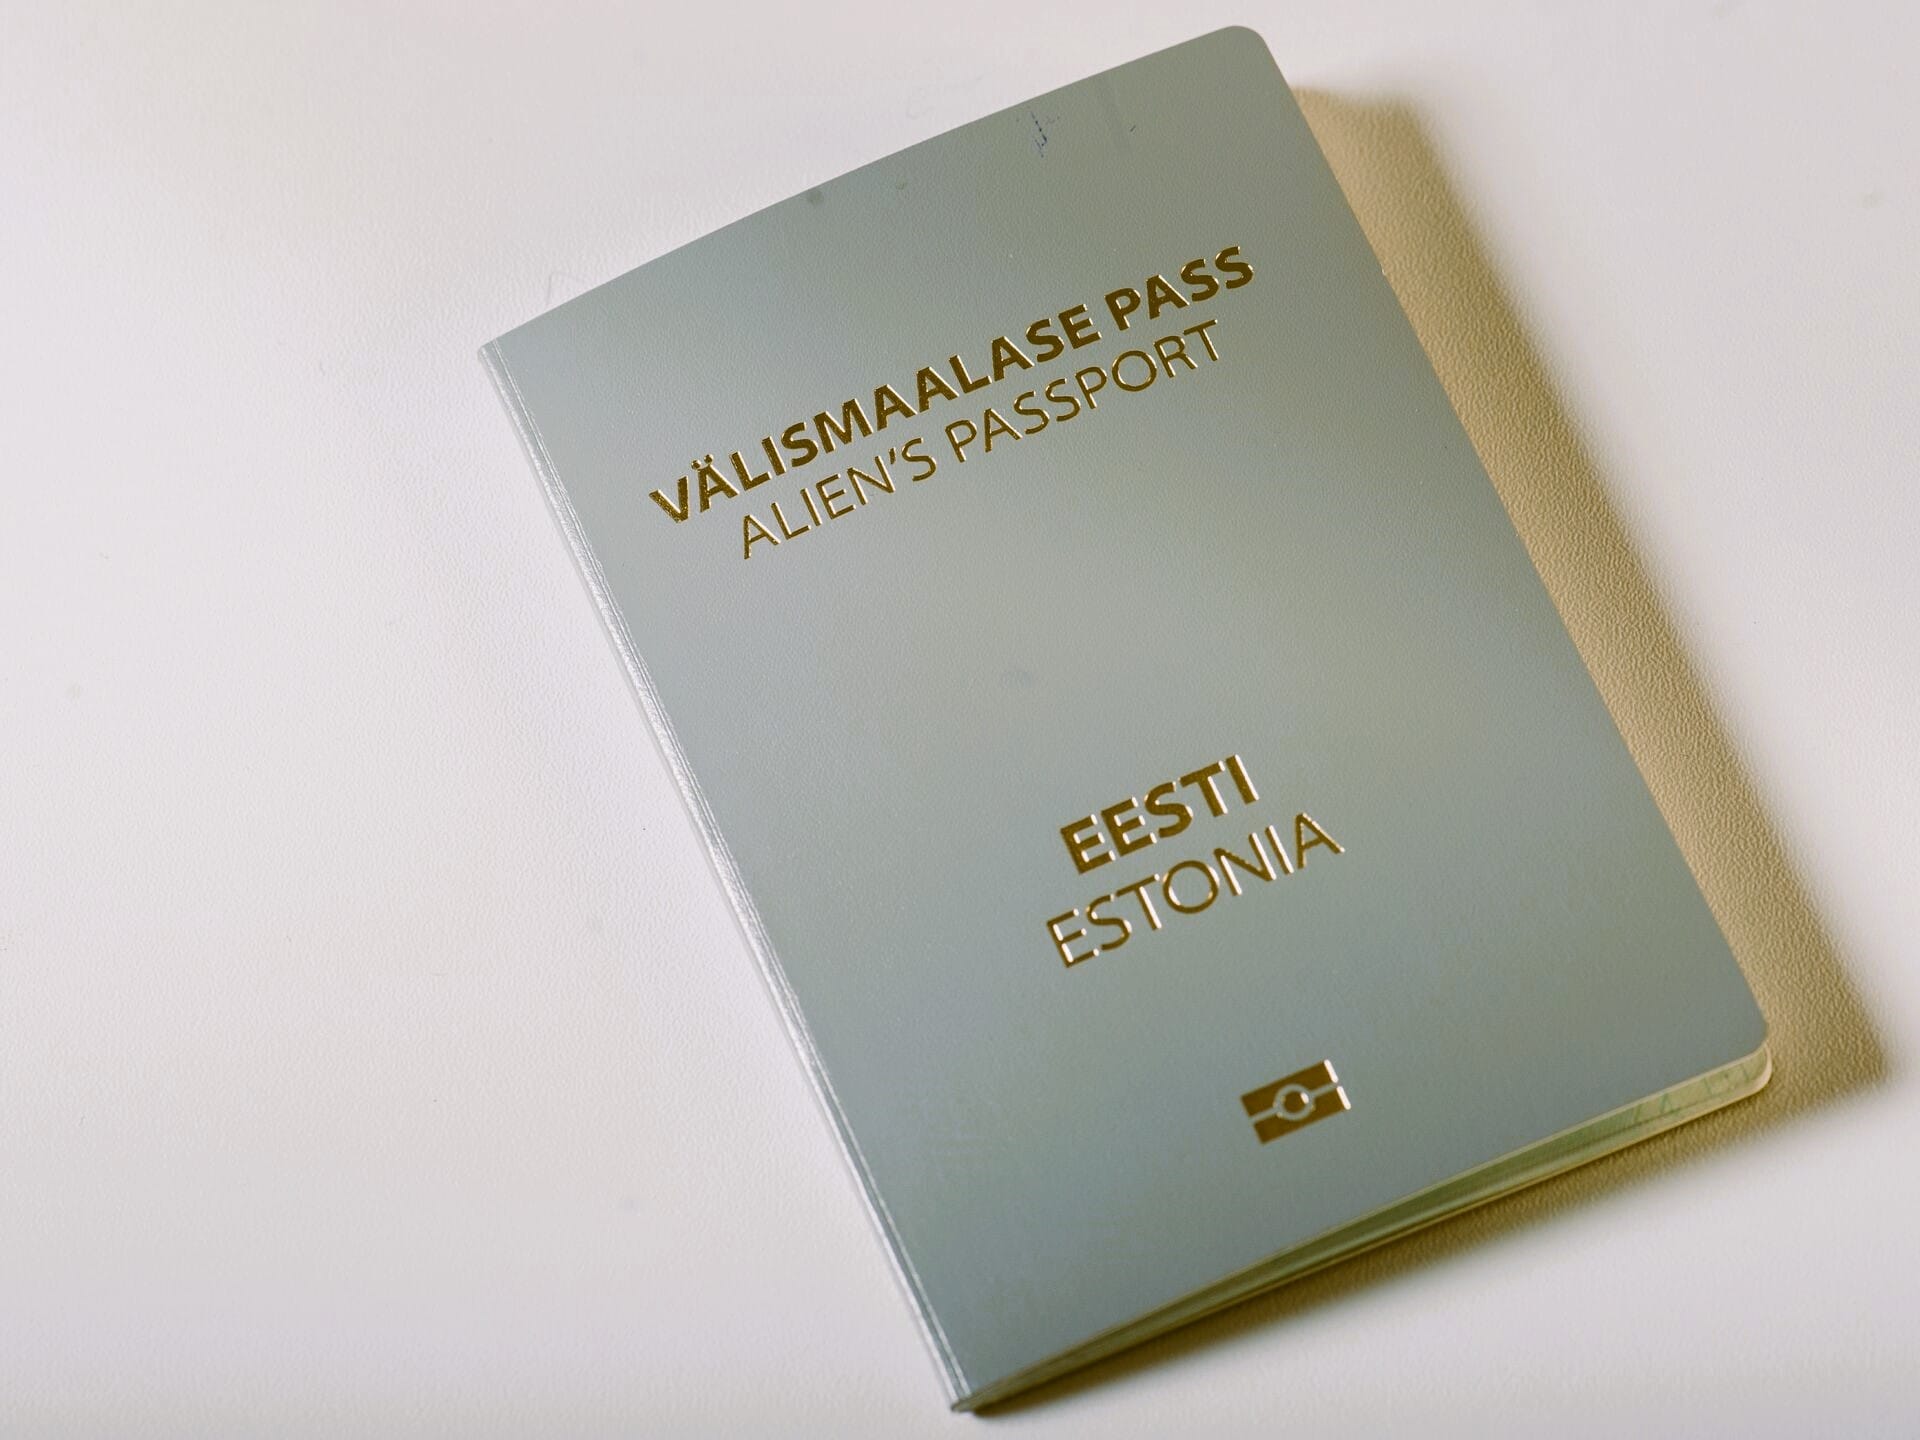 VÄLISMAALASE PASS
ALIEN'S PASSPORT
EESTI
ESTONIA